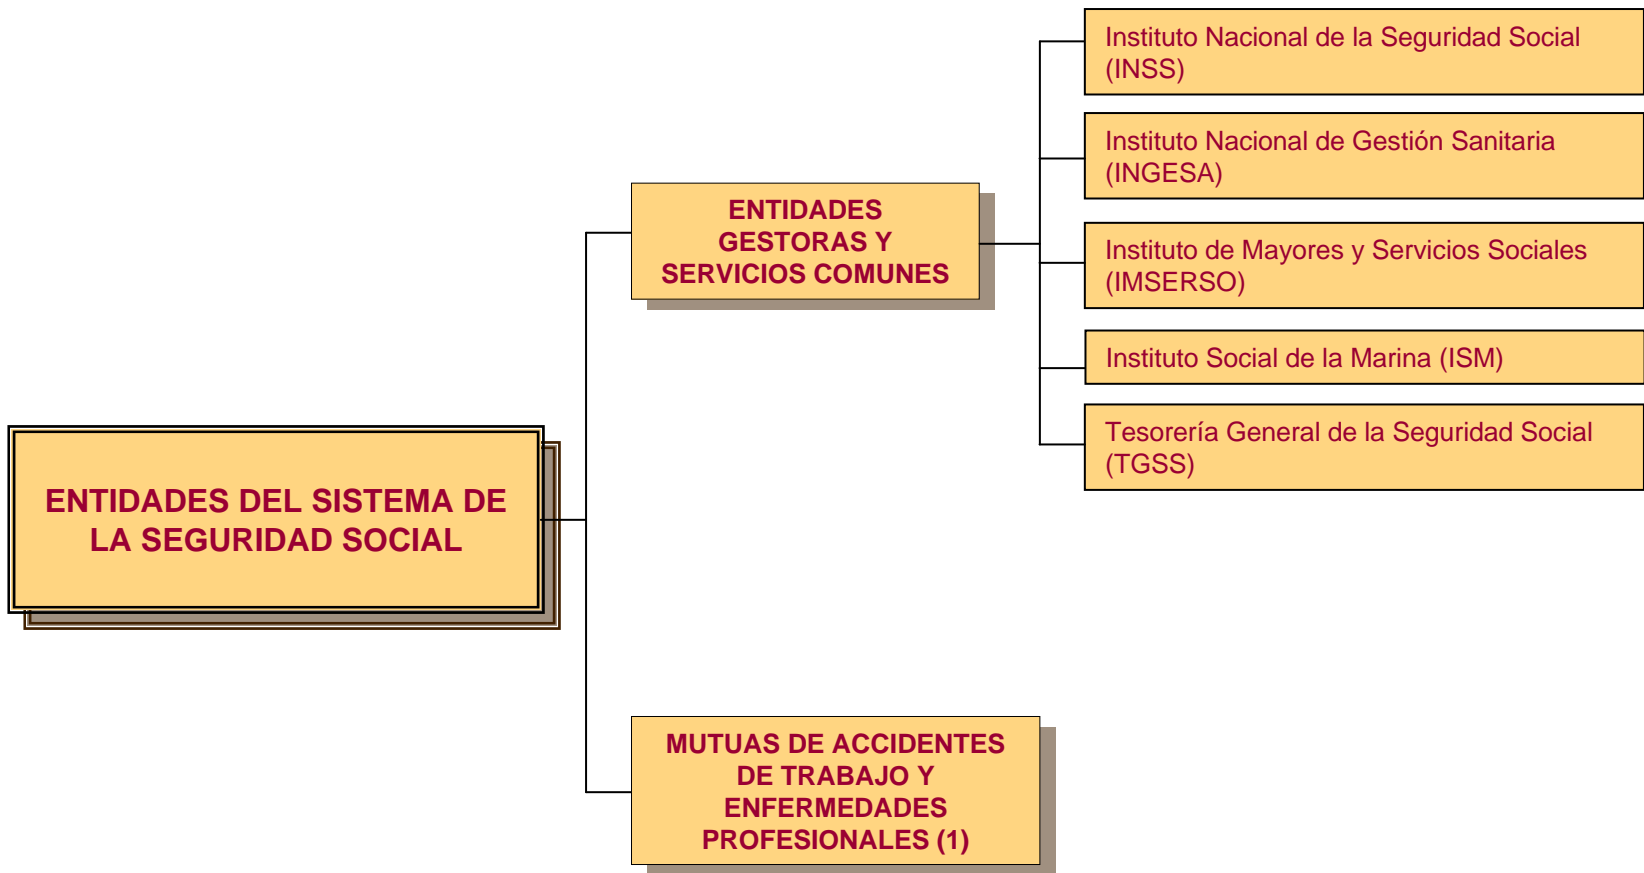 Instituto Nacional de la Seguridad Social
(INSS)
Instituto Nacional de Gestión Sanitaria
(INGESA)
ENTIDADES
GESTORAS Y
SERVICIOS COMUNES
Instituto de Mayores y Servicios Sociales
(IMSERSO)
Instituto Social de la Marina (ISM)
Tesorería General de la Seguridad Social
(TGSS)
ENTIDADES DEL SISTEMA DE
LA SEGURIDAD SOCIAL
MUTUAS DE ACCIDENTES
DE TRABAJO Y
ENFERMEDADES
PROFESIONALES (1)